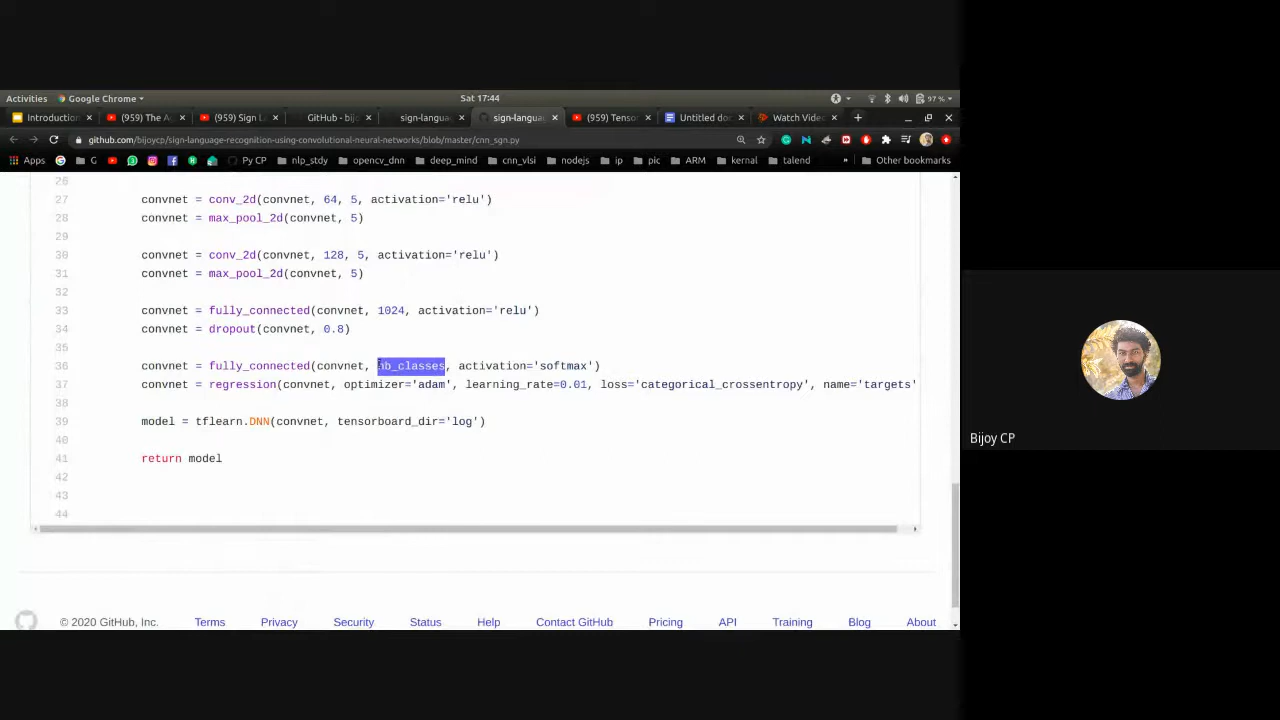 Activities
Google Chrome
Sat 17:44
97 %
Introduction
(959) The A
(959) Sign L
GitHub - bij
sign-languag
sign-langua
(959) Tenso
Untitled do
Watch Vide
github.com/bijoycp/sign-language-recognition-using-convolutional-neural-networks/blob/master/cnn_sgn.py
Apps
G
Py CP
nlp_stdy
opencv_dnn
deep_mind
cnn_vlsi
nodejs
ip
pic
ARM
kernal
talend
»
Other bookmarks
26
27 convnet = conv_2d(convnet, 64, 5, activation='relu')
28 convnet = max_pool_2d(convnet, 5)
29
30 convnet = conv_2d(convnet, 128, 5, activation='relu')
31 convnet = max_pool_2d(convnet, 5)
32
33 convnet = fully_connected(convnet, 1024, activation='relu')
34 convnet = dropout(convnet, 0.8)
35
36 convnet = fully_connected(convnet, nb_classes, activation='softmax')
37 convnet = regression(convnet, optimizer='adam', learning_rate=0.01, loss='categorical_crossentropy', name='targets'
38
39 model = tflearn.DNN(convnet, tensorboard_dir='log')
40
41 return model
42
43
44
© 2020 GitHub, Inc.
Terms
Privacy
Security
Status
Help
Contact GitHub
Pricing
API
Training
Blog
About
Bijoy CP